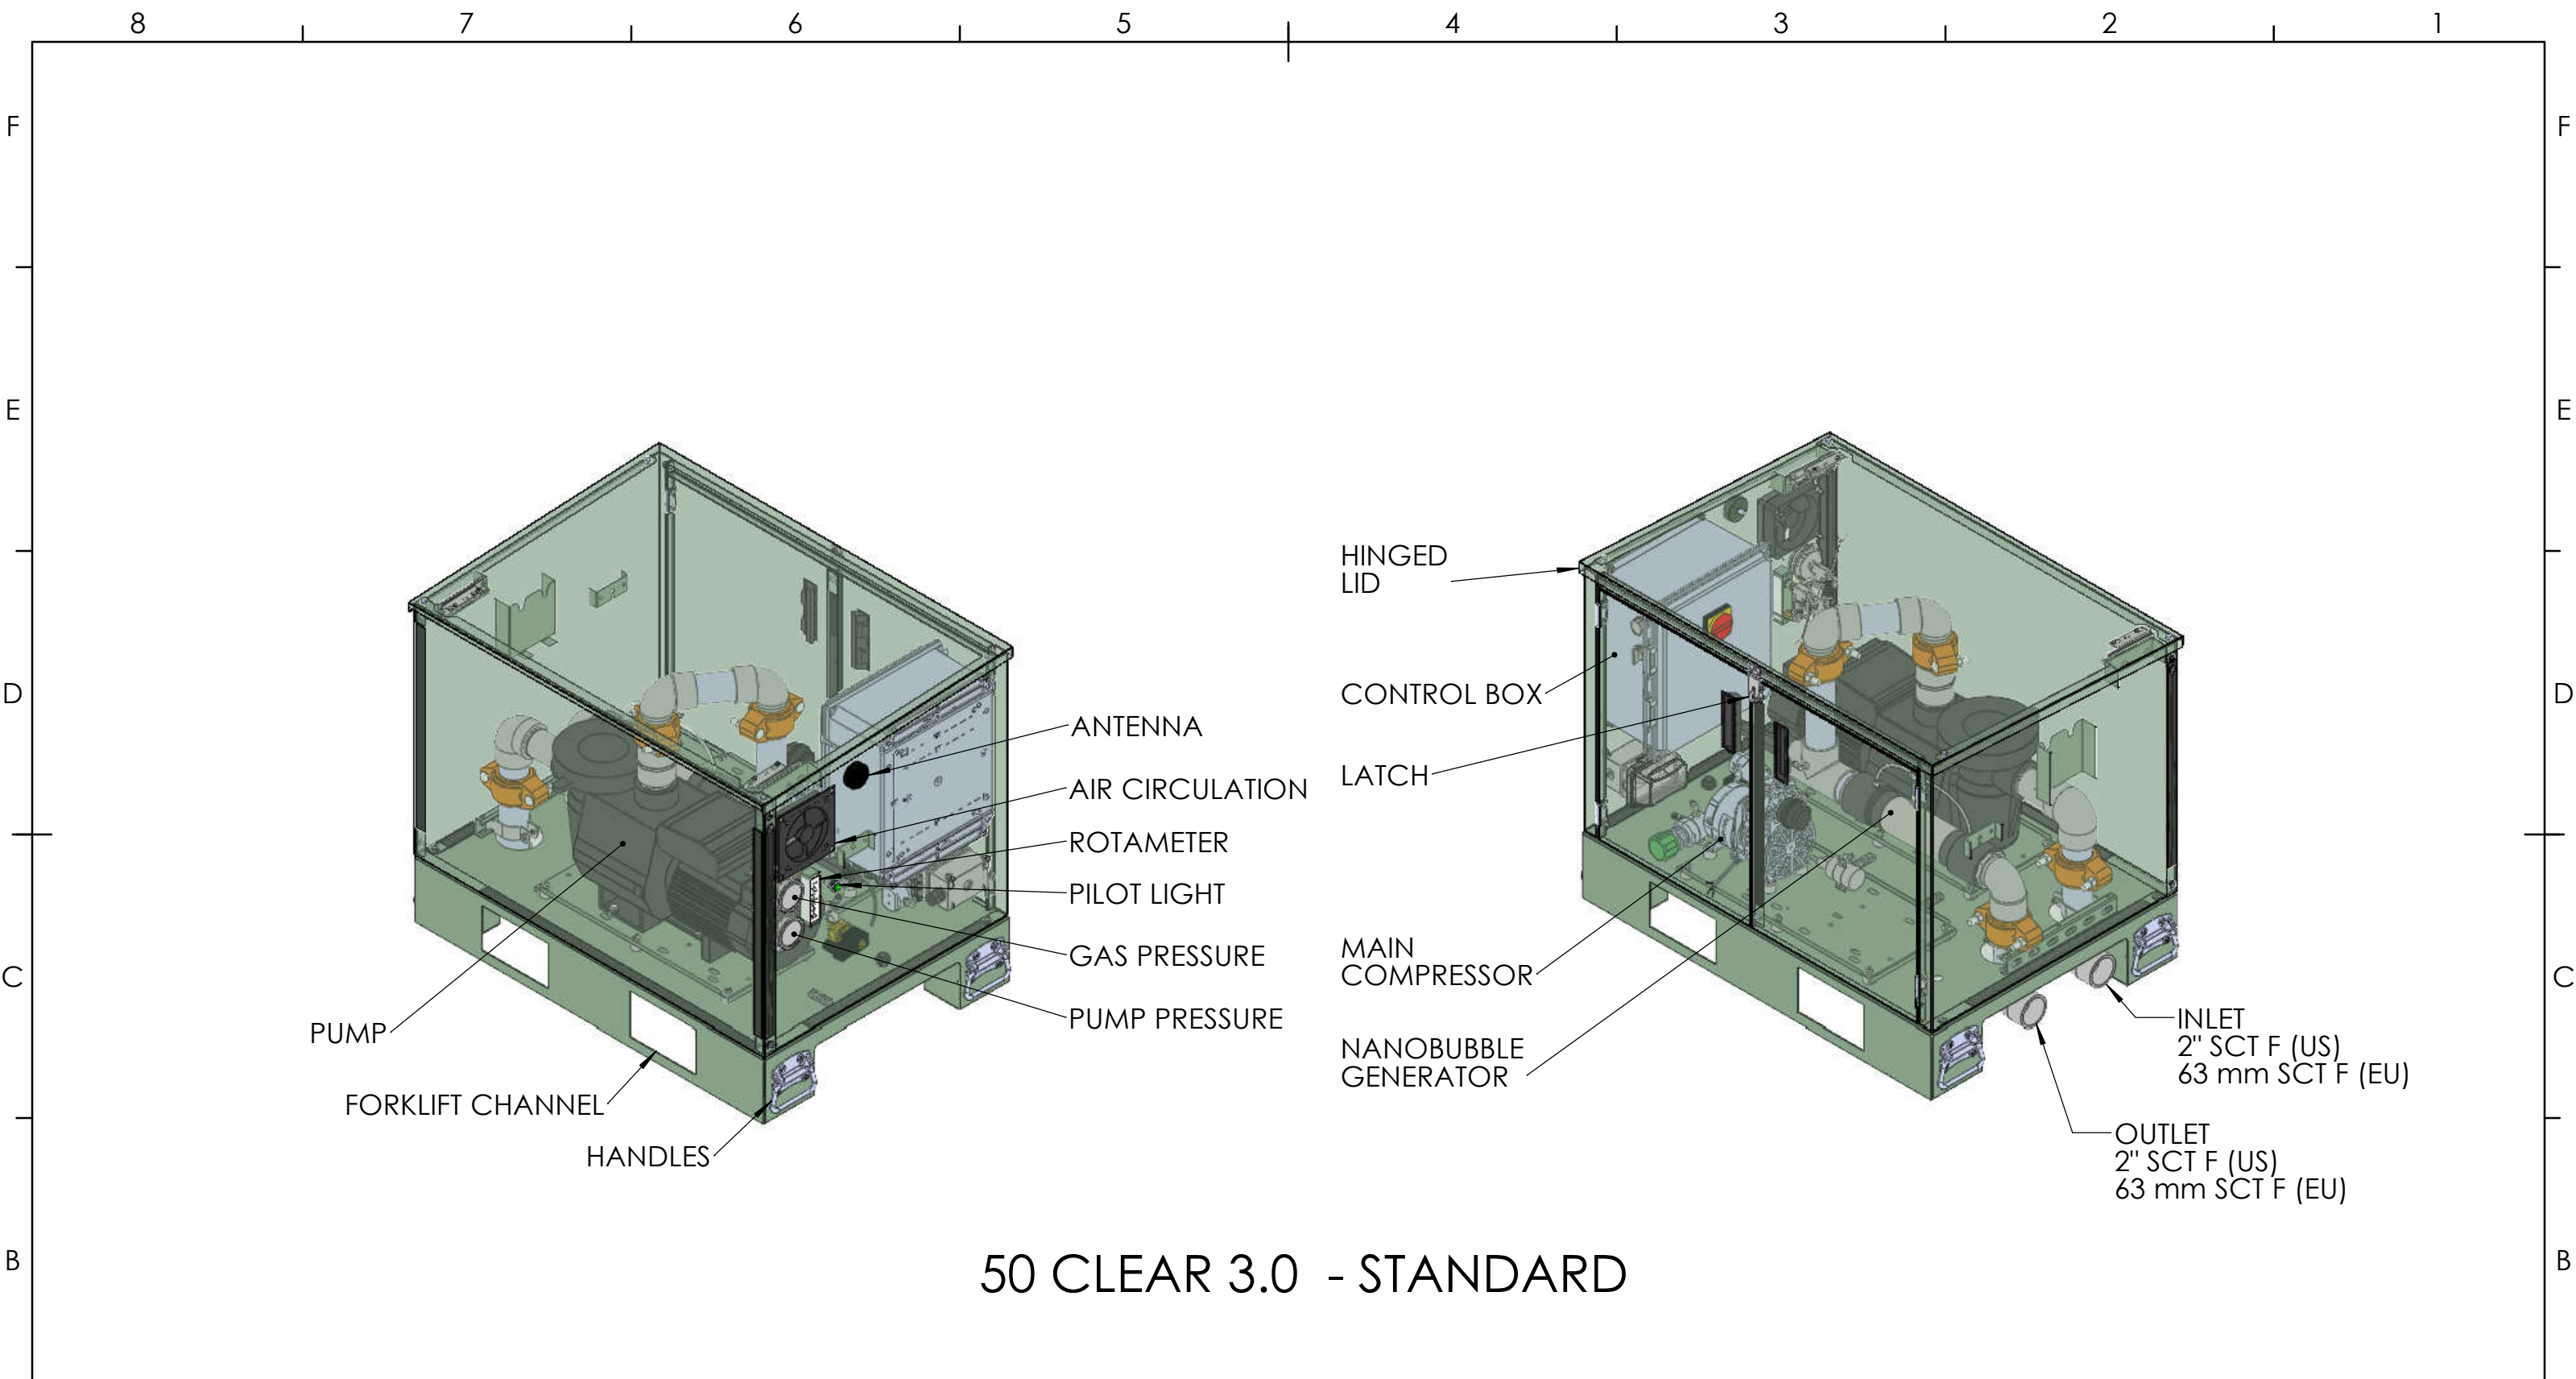 8 7 6 5 4 3 2 1
F F
E E
HINGED
LID
D CONTROL BOX D
ANTENNA
LATCH
AIR CIRCULATION
ROTAMETER
PILOT LIGHT
GAS PRESSURE
MAIN
COMPRESSOR
C C
PUMP PRESSURE
PUMP
INLET
2" SCT F (US)
63 mm SCT F (EU)
NANOBUBBLE
GENERATOR
FORKLIFT CHANNEL
OUTLET
2" SCT F (US)
63 mm SCT F (EU)
HANDLES
B B
50 CLEAR 3.0 - STANDARD